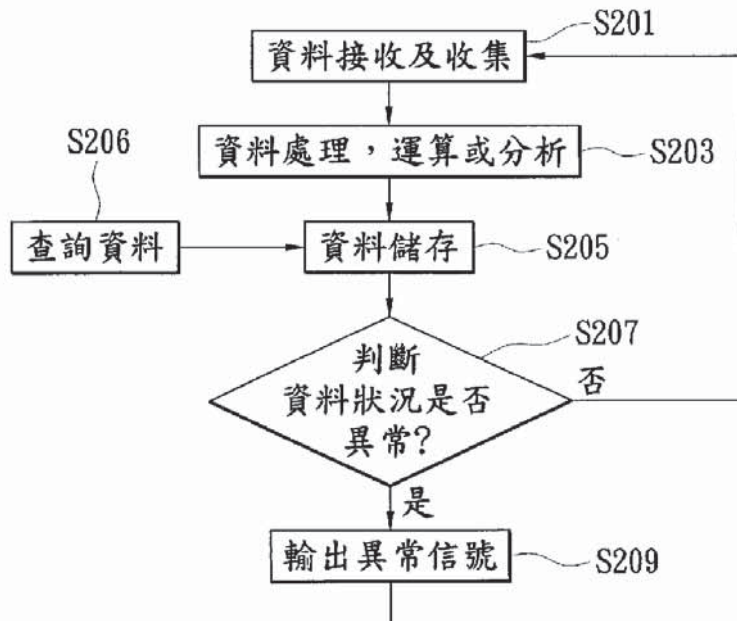 S201
資料接收及收集
資料處理，運算或分析
S203
S206
查詢資料
資料儲存
S205
S207
判斷
資料狀況是否
異常?
否
是
輸出異常信號
S209